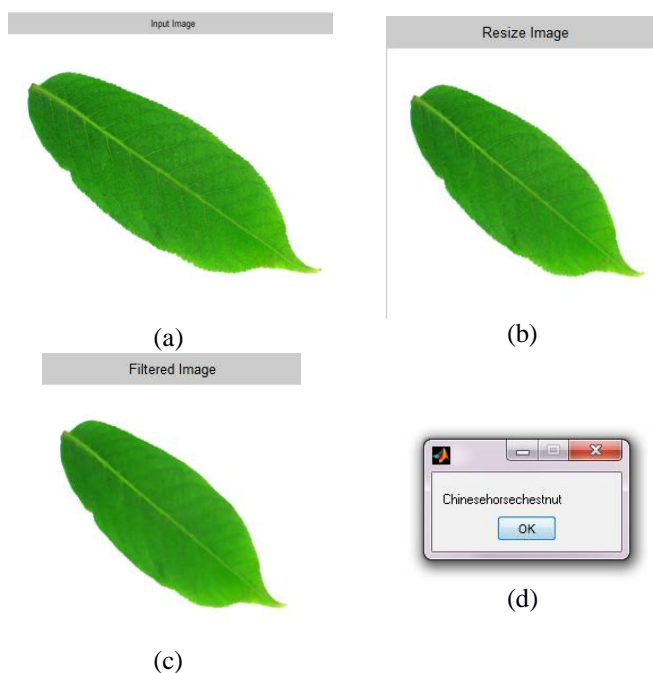 Input Image
Resize Image
(a)
(b)
Filtered Image
Chinesehorsechestnut
OK
(d)
(c)